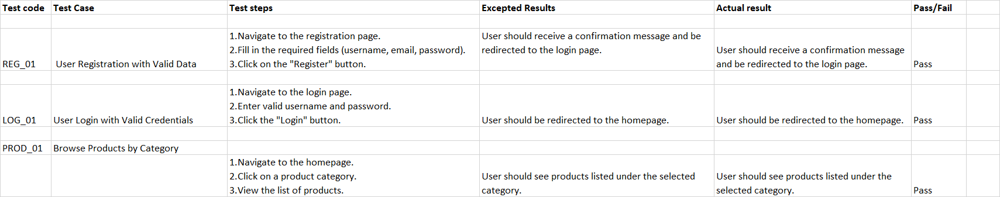 Test code Test Case Test steps Excepted Results Actual result Pass/Fail
1.Navigate to the registration page.
2.Fill in the required fields (username, email, password).
3.Click on the "Register" button.
User should receive a confirmation message and be
redirected to the login page.
User should receive a confirmation message
and be redirected to the login page.
REG_01 User Registration with Valid Data
Pass
1.Navigate to the login page.
2.Enter valid username and password.
3.Click the "Login" button.
LOG_01 User Login with Valid Credentials
User should be redirected to the homepage.
User should be redirected to the homepage.
Pass
PROD_01 Browse Products by Category
1.Navigate to the homepage.
2.Click on a product category.
3.View the list of products.
User should see products listed under the selected
category.
User should see products listed under the
selected category.
Pass